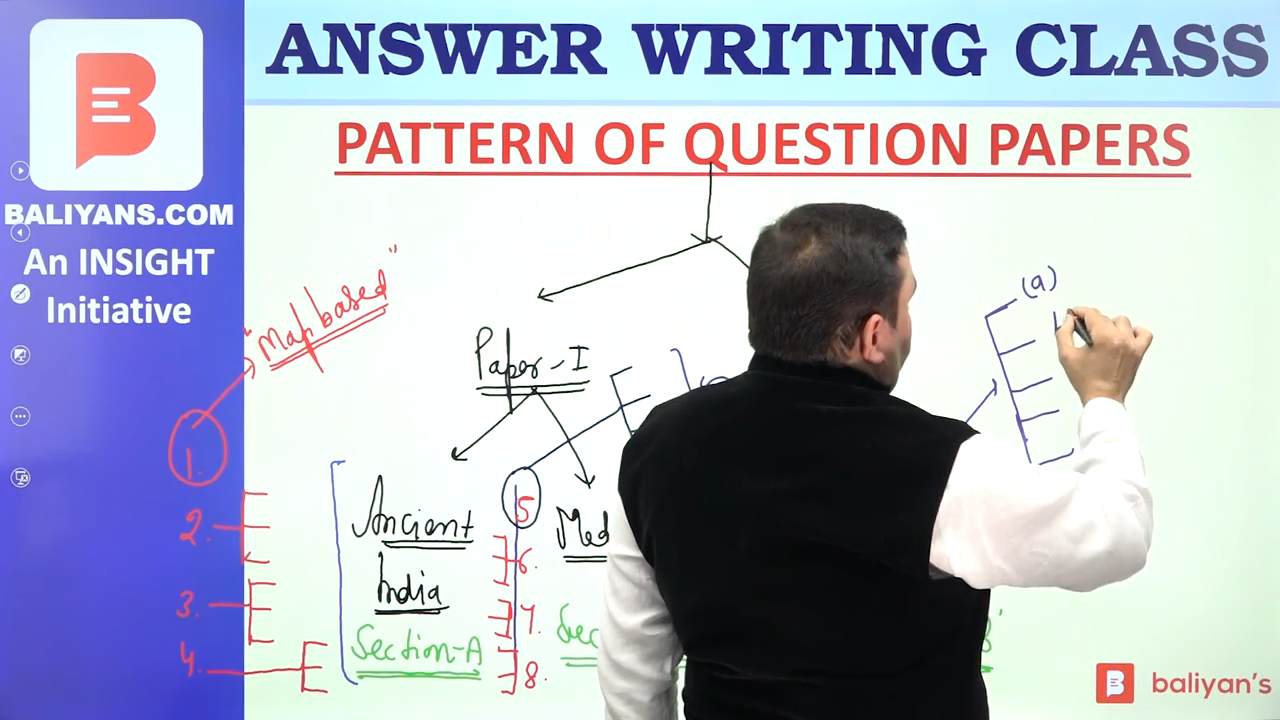 ANSWER WRITING CLASS
PATTERN OF QUESTION PAPERS
BALIYANS.COM
An INSIGHT
Initiative
"Map based"
Paper-I
(a)
1.
2.
3.
4.
Ancient
India
Section-A
5
6.
7.
8.
baliyan's